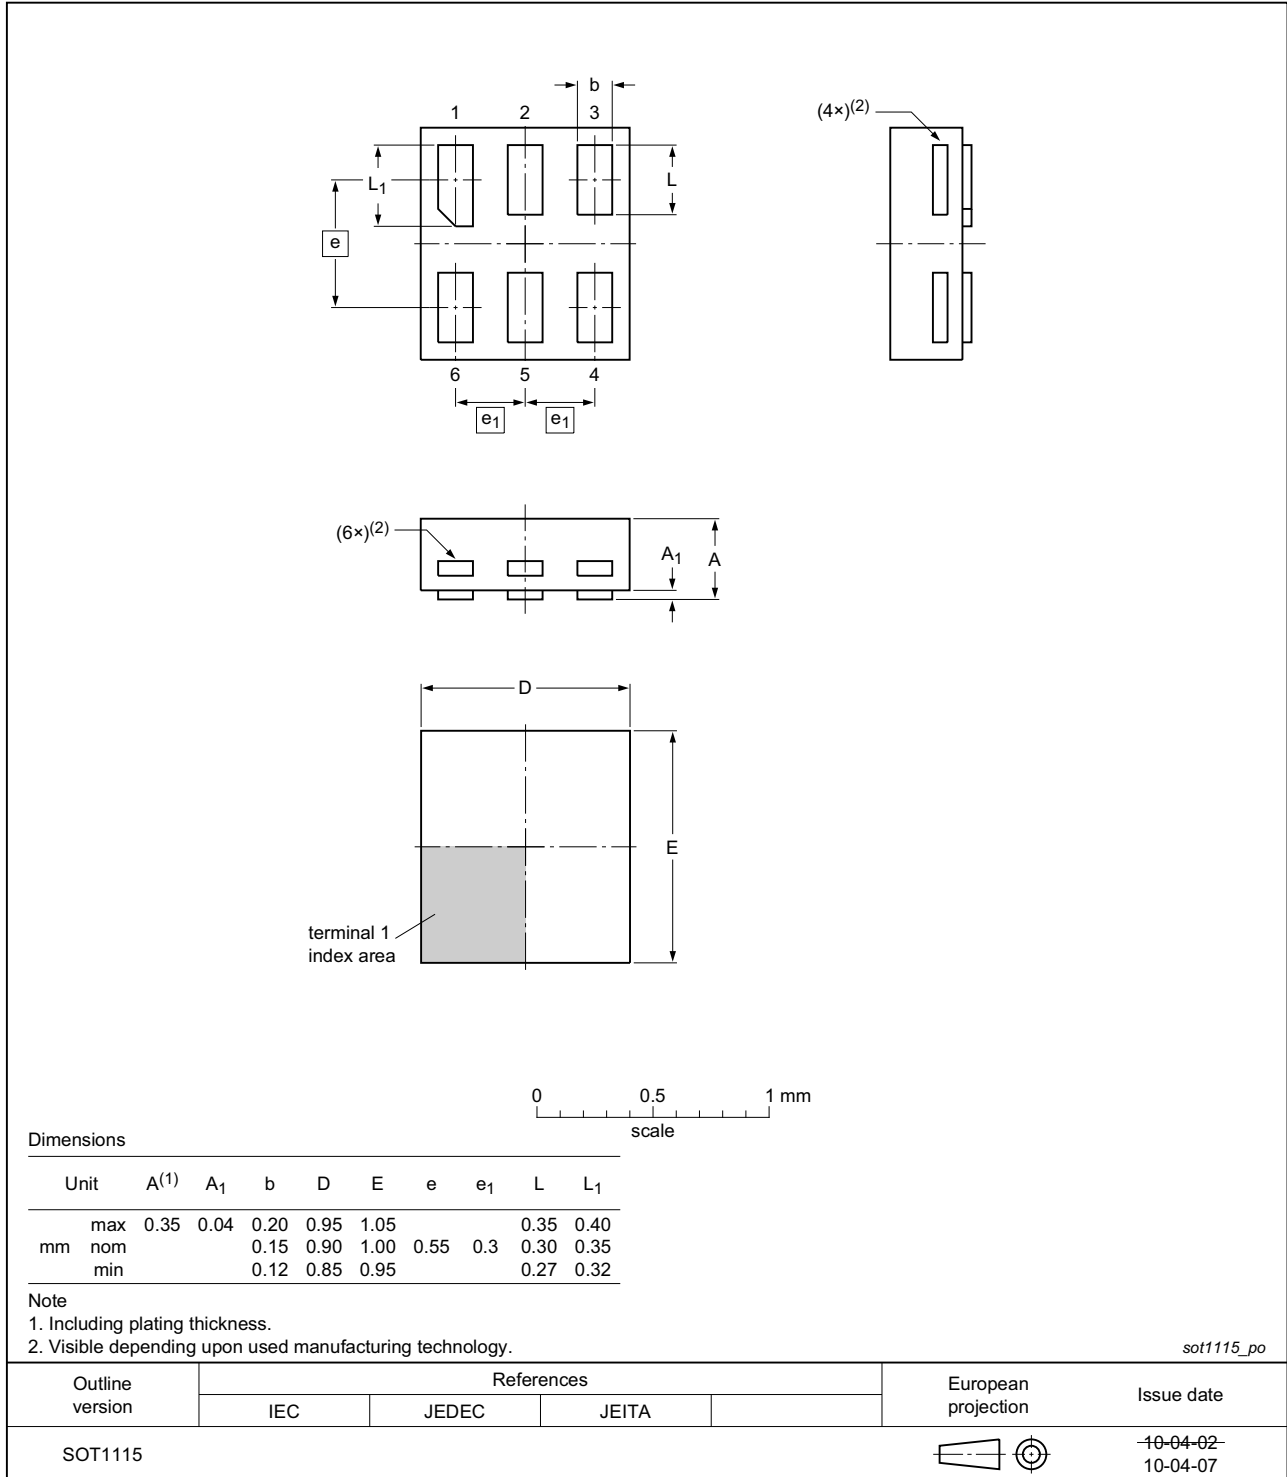 b
1 2 3
(4×)(2)
L1
L
e
6 5 4
e1 e1
(6×)(2)
A1 A
D
E
terminal 1
index area
0 0.5 1 mm
scale
Dimensions
Unit A(1) A1 b D E e e1 L L1
max 0.35 0.04 0.20 0.95 1.05 0.35 0.40
mm nom 0.15 0.90 1.00 0.55 0.3 0.30 0.35
min 0.12 0.85 0.95 0.27 0.32
Note
1. Including plating thickness.
2. Visible depending upon used manufacturing technology.
sot1115_po
Outline version References European projection Issue date
IEC JEDEC JEITA
SOT1115
10-04-02
10-04-07